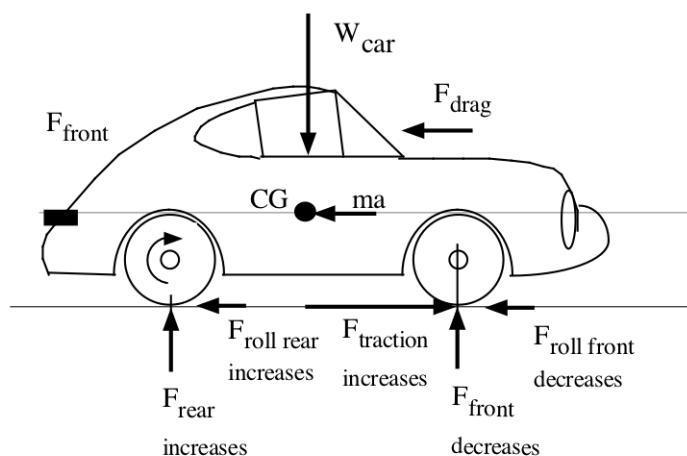 W car
F drag
F front
CG
ma
F roll rear
increases
F traction
increases
F roll front
decreases
F rear
increases
F front
decreases